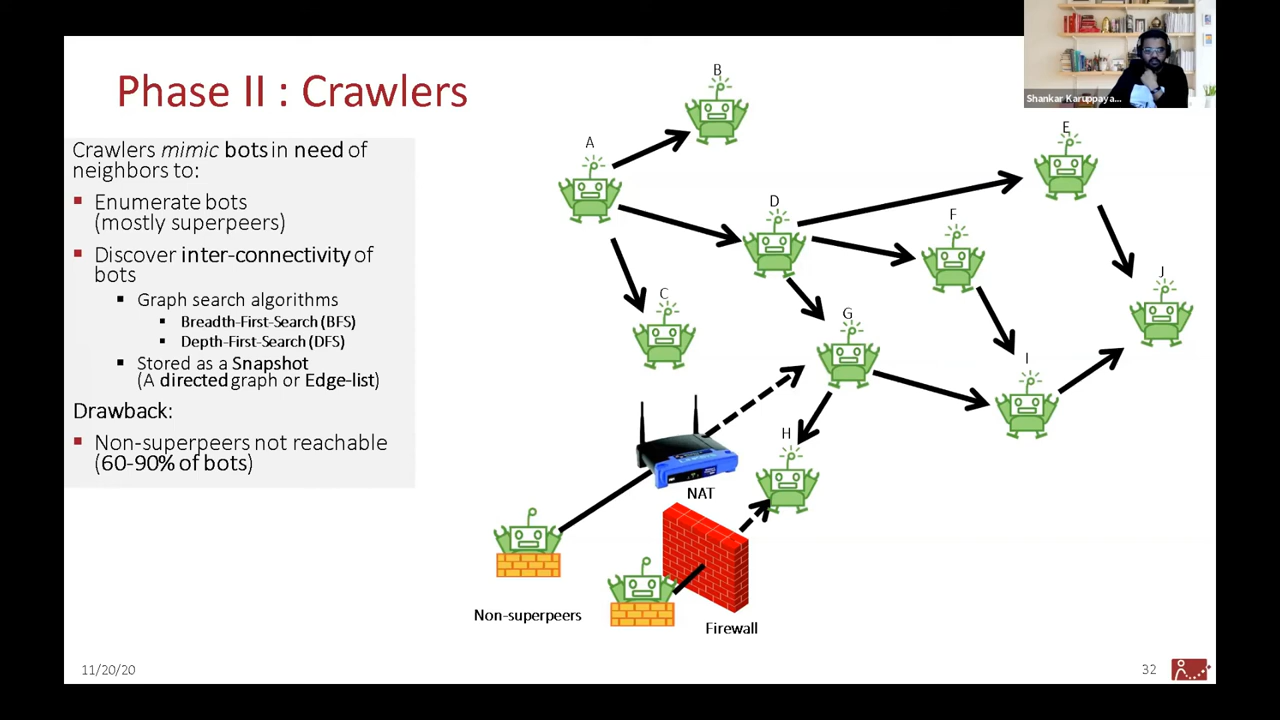 Phase II : Crawlers
Crawlers mimic bots in need of
neighbors to:
Enumerate bots
(mostly superpeers)
Discover inter-connectivity of
bots
Graph search algorithms
Breadth-First-Search (BFS)
Depth-First-Search (DFS)
Stored as a Snapshot
(A directed graph or Edge-list)
Drawback:
Non-superpeers not reachable
(60-90% of bots)
A
B
C
D
E
F
G
H
I
J
NAT
Non-superpeers
Firewall
Shankar Karuppaya...
11/20/20
32